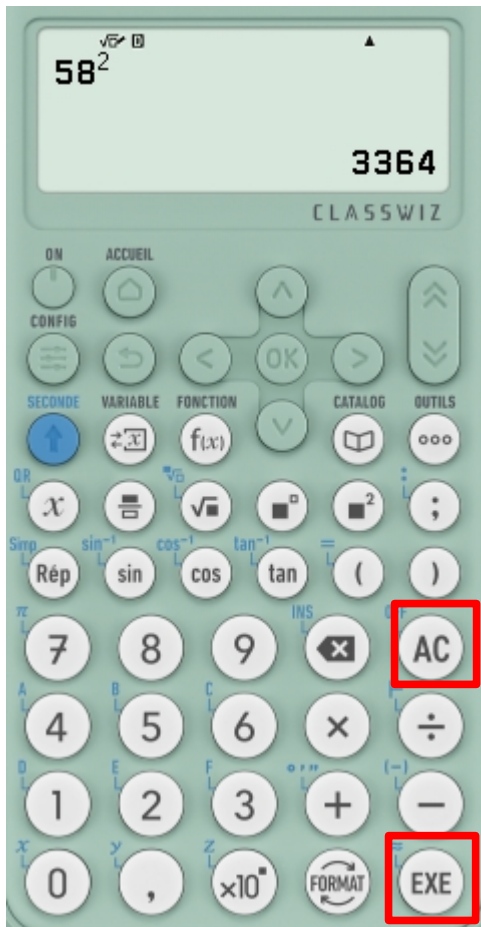 √▫ D ▲
58²
3364
CLASSWIZ
ON ACCUEIL
CONFIG
OK
SECONDE VARIABLE FONCTION CATALOG OUTILS
x f(x)
QR
x √■ ■▫ ■² ;
Simp sin⁻¹ cos⁻¹ tan⁻¹ =
Rép sin cos tan ( )
π INS
7 8 9 AC
A B C
4 5 6 × ÷
D E F ° ′ ″ (−)
1 2 3 + −
x y z ≈
0 , ×10▫ FORMAT EXE